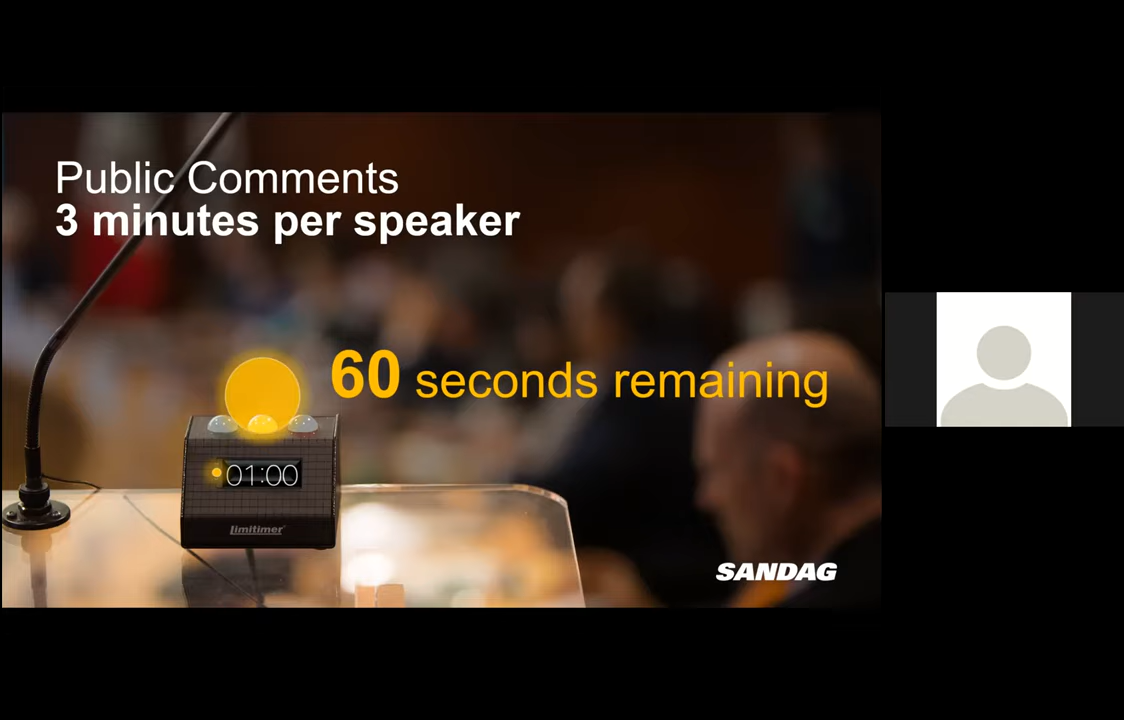 Public Comments
3 minutes per speaker
60 seconds remaining
01:00
Limitimer
SANDAG